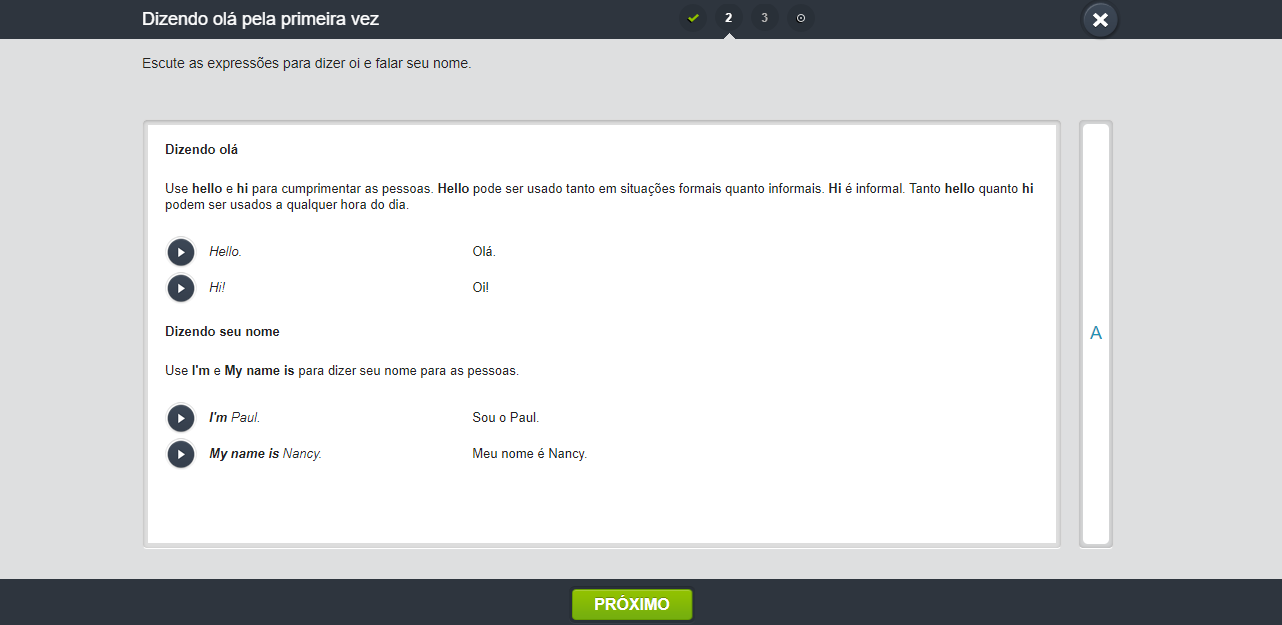 Dizendo olá pela primeira vez
2 3
Escute as expressões para dizer oi e falar seu nome.
Dizendo olá
Use hello e hi para cumprimentar as pessoas. Hello pode ser usado tanto em situações formais quanto informais. Hi é informal. Tanto hello quanto hi
podem ser usados a qualquer hora do dia.
Hello. Olá.
Hi! Oi!
Dizendo seu nome
Use I'm e My name is para dizer seu nome para as pessoas.
I'm Paul. Sou o Paul.
My name is Nancy. Meu nome é Nancy.
A
PRÓXIMO